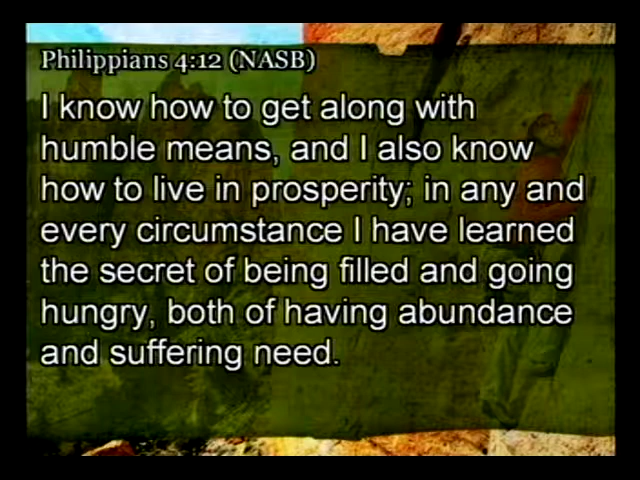 Philippians 4:12 (NASB)
I know how to get along with
humble means, and I also know
how to live in prosperity; in any and
every circumstance I have learned
the secret of being filled and going
hungry, both of having abundance
and suffering need.